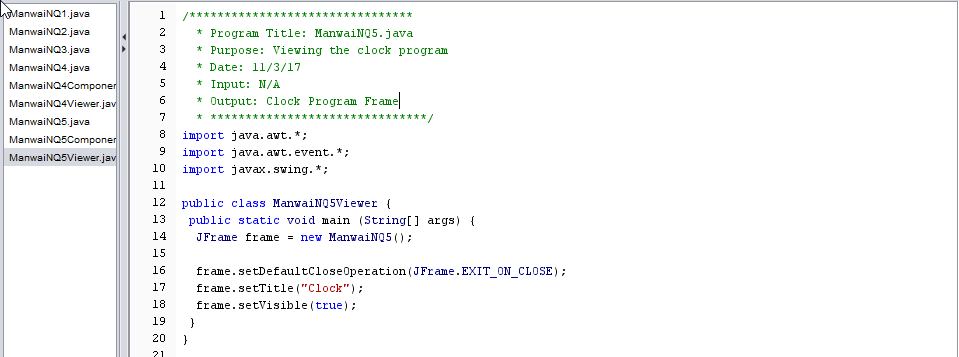 ManwaiNQ1.java
ManwaiNQ2.java
ManwaiNQ3.java
ManwaiNQ4.java
ManwaiNQ4Componer
ManwaiNQ4Viewer.jav
ManwaiNQ5.java
ManwaiNQ5Componer
ManwaiNQ5Viewer.jav
1 /********************************
2 * Program Title: ManwaiNQ5.java
3 * Purpose: Viewing the clock program
4 * Date: 11/3/17
5 * Input: N/A
6 * Output: Clock Program Frame
7 * *******************************/
8 import java.awt.*;
9 import java.awt.event.*;
10 import javax.swing.*;
11
12 public class ManwaiNQ5Viewer {
13 public static void main (String[] args) {
14 JFrame frame = new ManwaiNQ5();
15
16 frame.setDefaultCloseOperation(JFrame.EXIT_ON_CLOSE);
17 frame.setTitle("Clock");
18 frame.setVisible(true);
19 }
20 }
21